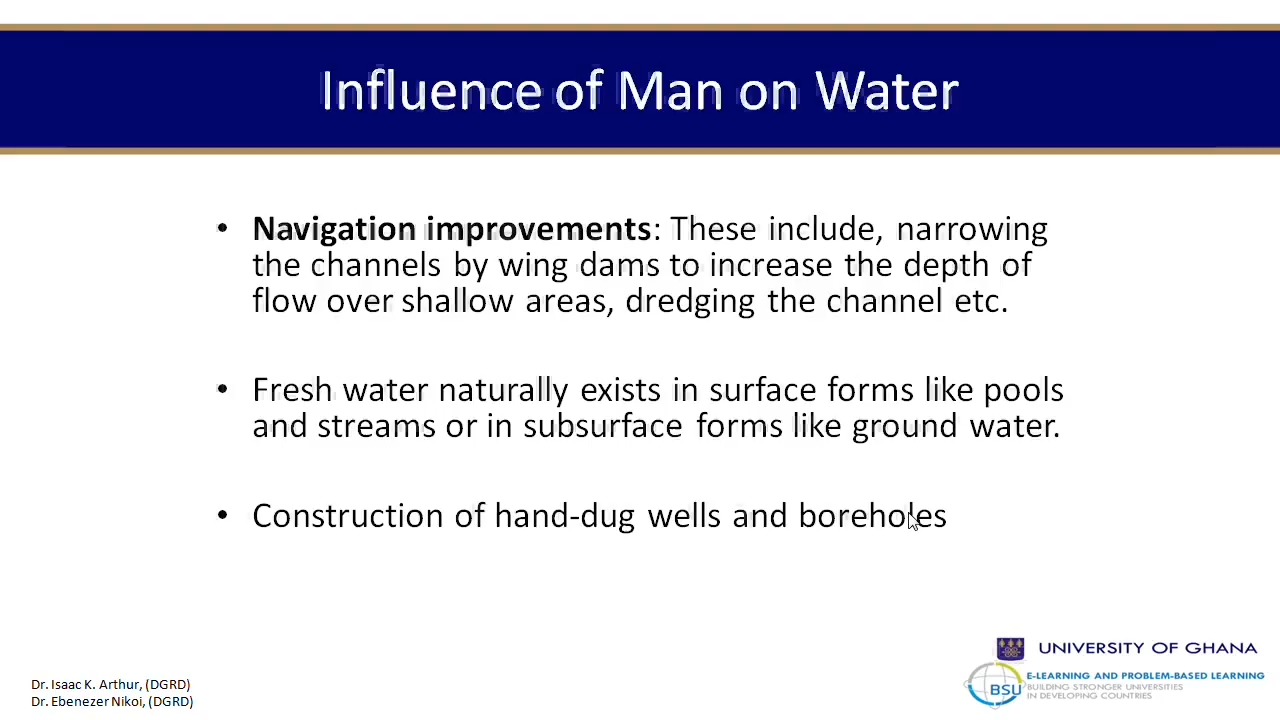 Influence of Man on Water
• Navigation improvements: These include, narrowing
the channels by wing dams to increase the depth of
flow over shallow areas, dredging the channel etc.
• Fresh water naturally exists in surface forms like pools
and streams or in subsurface forms like ground water.
• Construction of hand-dug wells and boreholes
UNIVERSITY OF GHANA
E-LEARNING AND PROBLEM-BASED LEARNING
BSU BUILDING STRONGER UNIVERSITIES
IN DEVELOPING COUNTRIES
Dr. Isaac K. Arthur, (DGRD)
Dr. Ebenezer Nikoi, (DGRD)